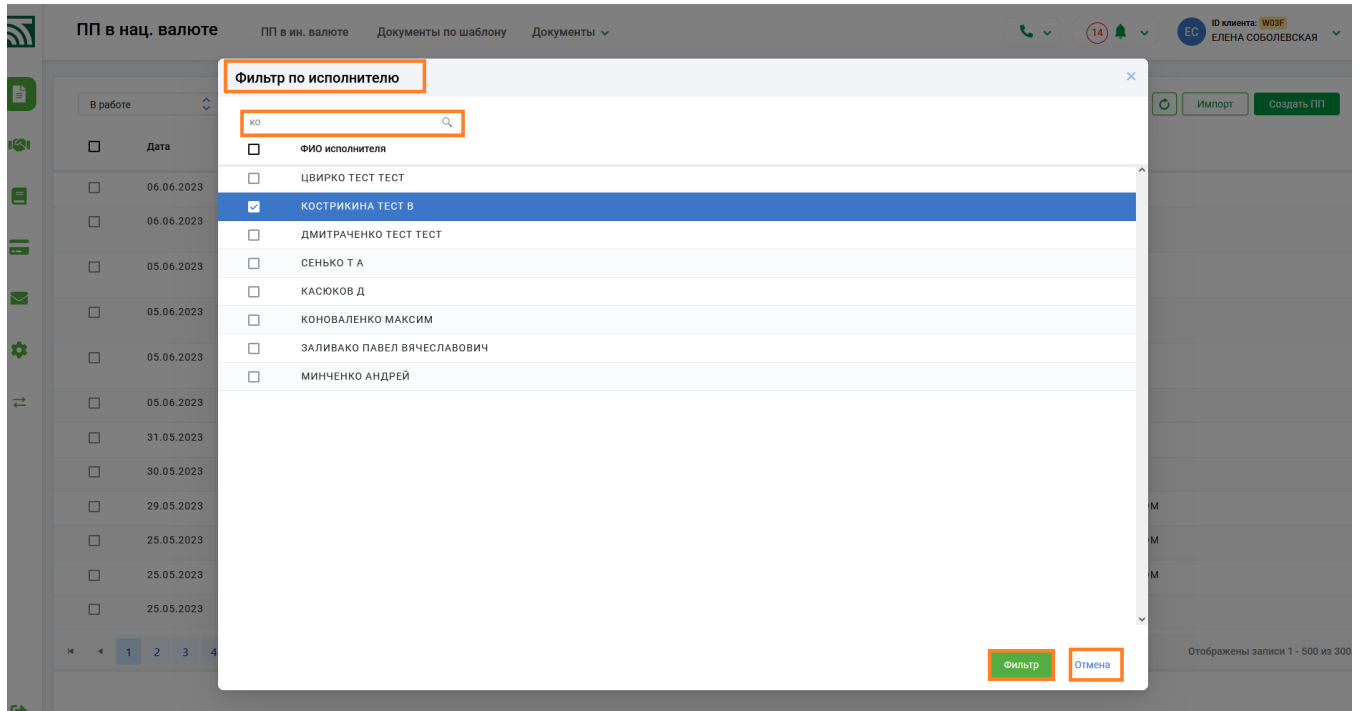 ПП в нац. валюте ПП в ин. валюте Документы по шаблону Документы 14 ЕС ID клиента: W03F
ЕЛЕНА СОБОЛЕВСКАЯ
Фильтр по исполнителю
В работе Импорт Создать ПП
ко
Дата ФИО исполнителя
06.06.2023 ЦВИРКО ТЕСТ ТЕСТ
КОСТРИКИНА ТЕСТ В
06.06.2023 ДМИТРАЧЕНКО ТЕСТ ТЕСТ
05.06.2023 СЕНЬКО Т А
КАСЮКОВ Д
05.06.2023 КОНОВАЛЕНКО МАКСИМ
05.06.2023 ЗАЛИВАКО ПАВЕЛ ВЯЧЕСЛАВОВИЧ
МИНЧЕНКО АНДРЕЙ
05.06.2023
31.05.2023
30.05.2023
29.05.2023 ОМ
25.05.2023 ОМ
25.05.2023 ОМ
25.05.2023
1 2 3 4 Отображены записи 1 - 500 из 300
Фильтр Отмена